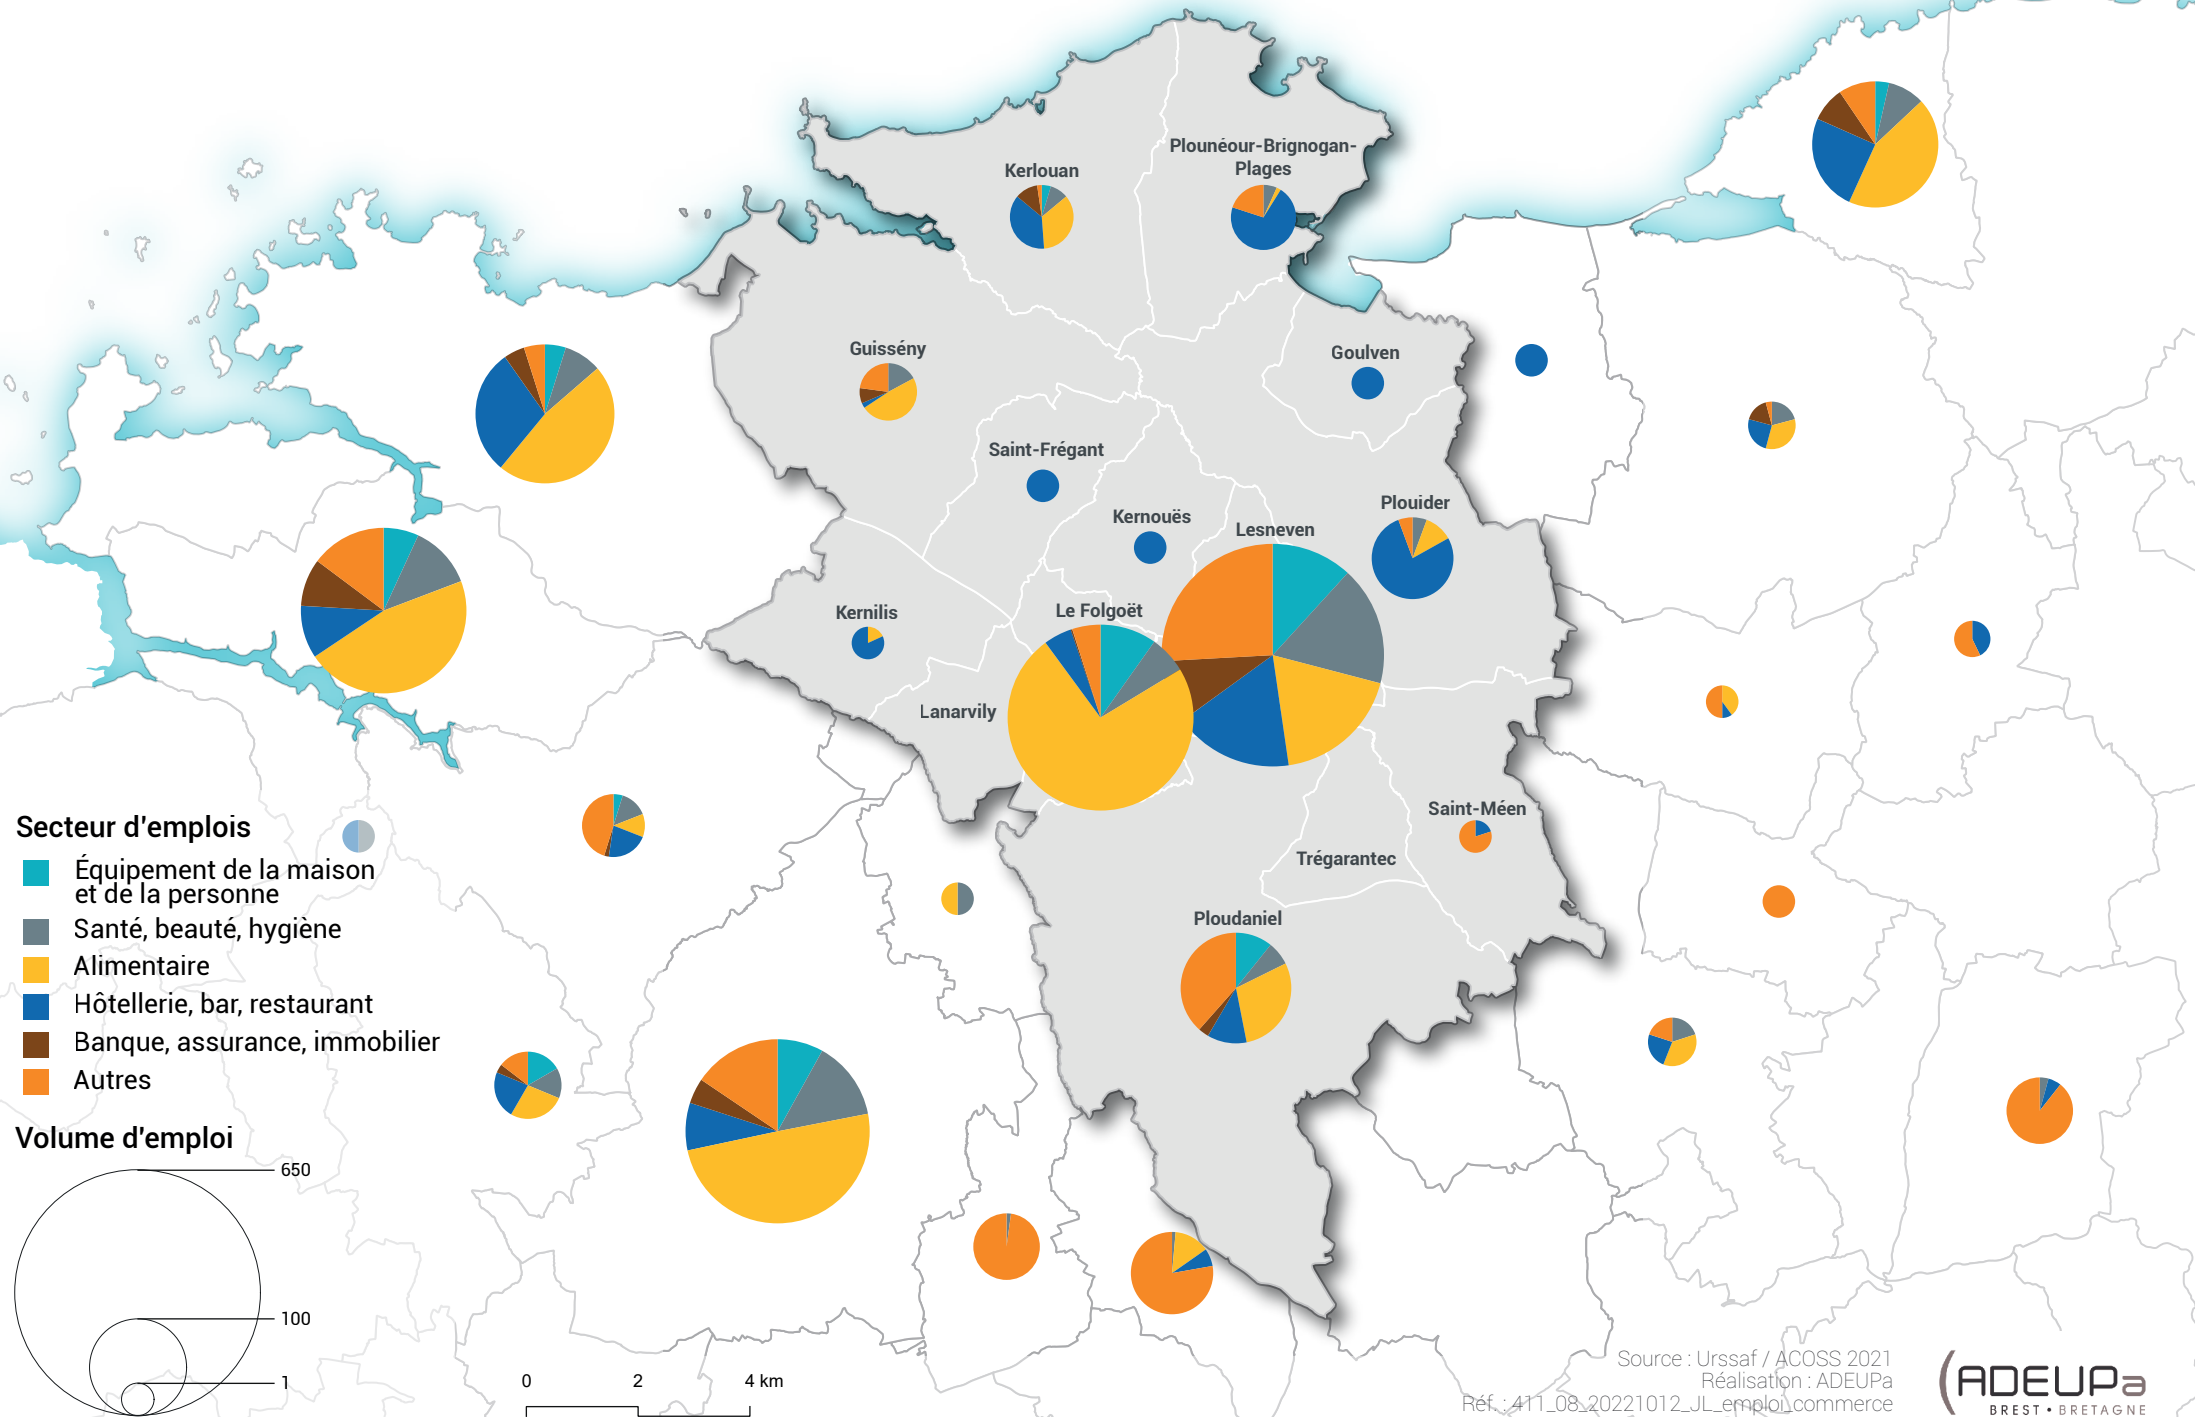 Kerlouan
Plounéour-Brignogan-
Plages
Guissény
Goulven
Saint-Frégant
Kernouës
Plouider
Lesneven
Kernilis
Le Folgoët
Lanarvily
Saint-Méen
Trégarantec
Ploudaniel
Secteur d'emplois
Équipement de la maison
et de la personne
Santé, beauté, hygiène
Alimentaire
Hôtellerie, bar, restaurant
Banque, assurance, immobilier
Autres
Volume d'emploi
650
100
1
0 2 4 km
Source : Urssaf / ACOSS 2021
Réalisation : ADEUPa
Réf. : 411_08_20221012_JL_emploi_commerce
ADEUPa
BREST • BRETAGNE